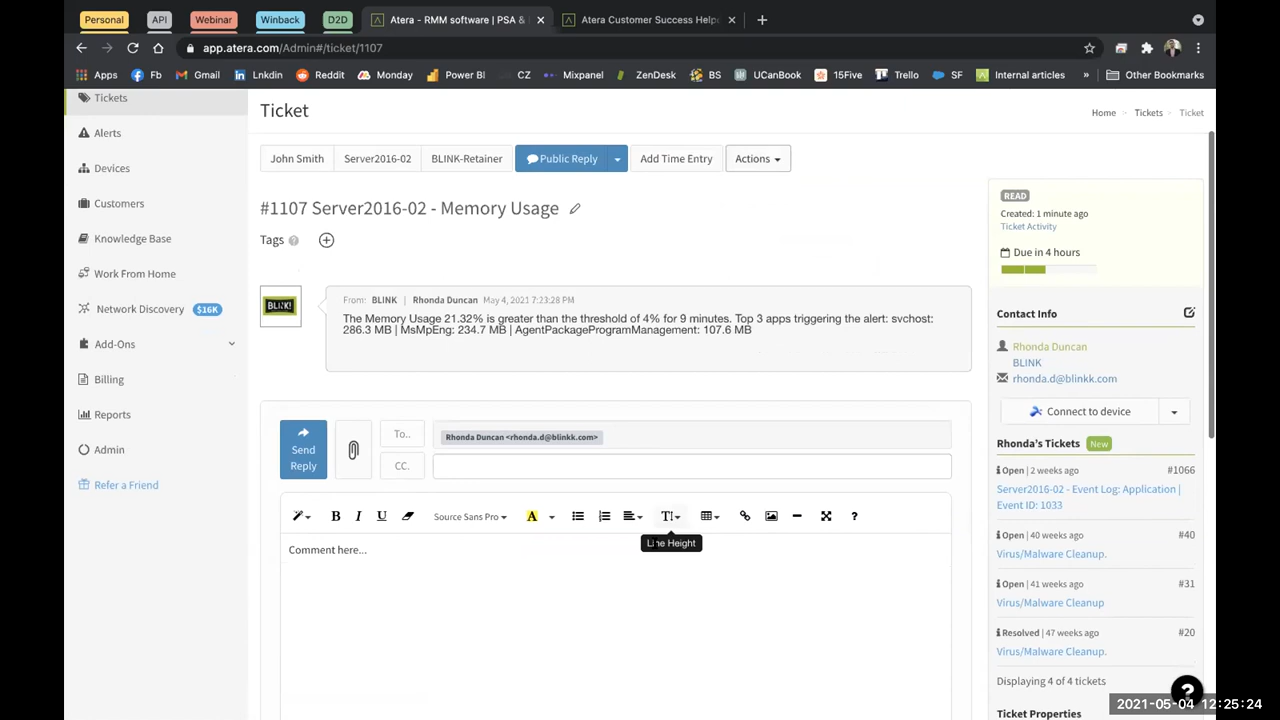 Personal API Webinar Winback D2D Atera - RMM software | PSA & Atera Customer Success Help
app.atera.com/Admin#/ticket/1107
Apps Fb Gmail Lnkdin Reddit Monday Power BI CZ Mixpanel ZenDesk BS UCBook 15Five Trello SF Internal articles » Other Bookmarks
Tickets
Alerts
Devices
Customers
Knowledge Base
Work From Home
Network Discovery $16K
Add-Ons
Billing
Reports
Admin
Refer a Friend
Ticket
Home > Tickets > Ticket
John Smith Server2016-02 BLINK-Retainer Public Reply Add Time Entry Actions
#1107 Server2016-02 - Memory Usage
Tags
BLINK!
From: BLINK | Rhonda Duncan May 4, 2021 7:23:28 PM
The Memory Usage 21.32% is greater than the threshold of 4% for 9 minutes. Top 3 apps triggering the alert: svchost:
286.3 MB | MsMpEng: 234.7 MB | AgentPackageProgramManagement: 107.6 MB
Send
Reply
To.. Rhonda Duncan <rhonda.d@blinkk.com>
CC.
B I U Source Sans Pro A T! ?
Line Height
Comment here...
READ
Created: 1 minute ago
Ticket Activity
Due in 4 hours
Contact Info
Rhonda Duncan
BLINK
rhonda.d@blinkk.com
Connect to device
Rhonda's Tickets New
Open | 2 weeks ago #1066
Server2016-02 - Event Log: Application |
Event ID: 1033
Open | 40 weeks ago #40
Virus/Malware Cleanup.
Open | 41 weeks ago #31
Virus/Malware Cleanup
Resolved | 47 weeks ago #20
Virus/Malware Cleanup.
Displaying 4 of 4 tickets
?
Ticket Properties
2021-05-04 12:25:24